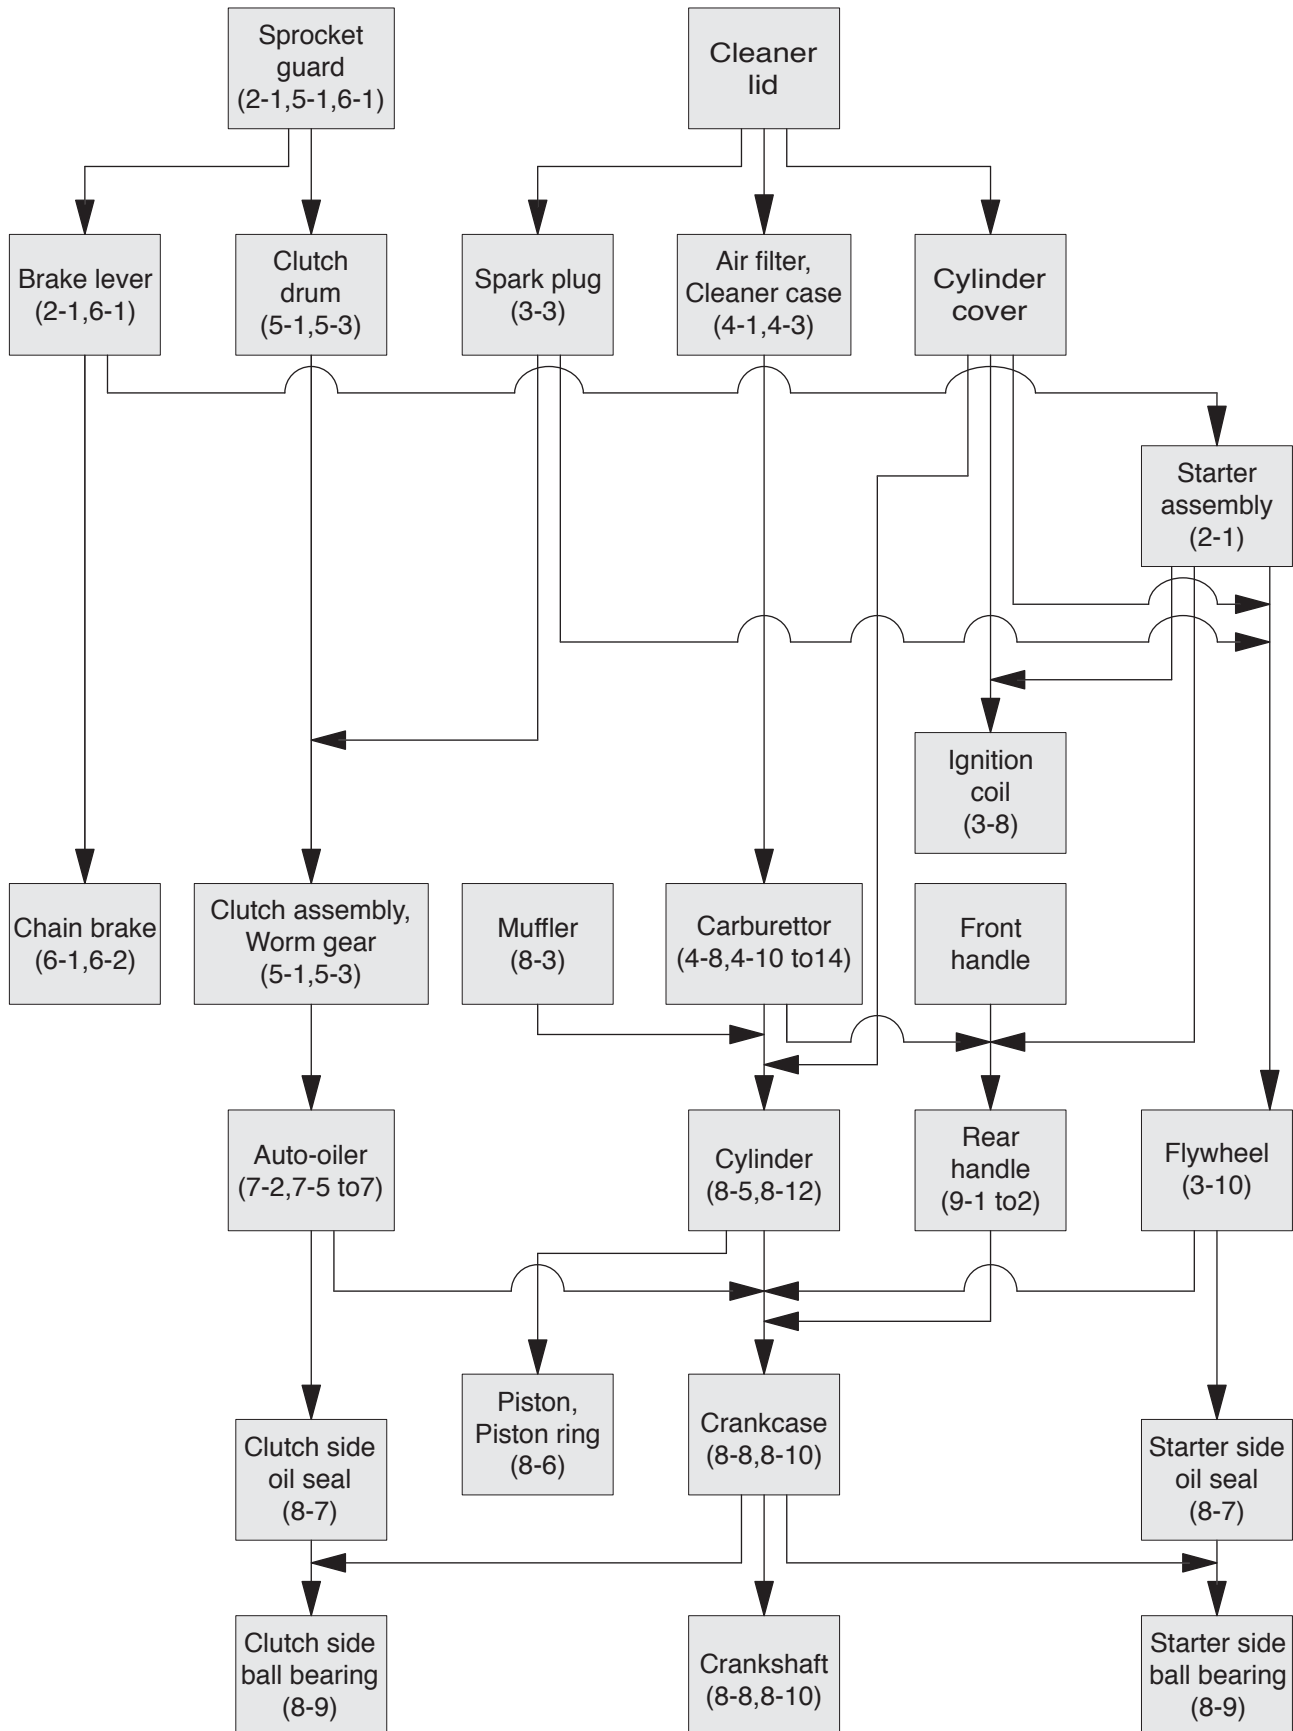 Sprocket
guard
(2-1,5-1,6-1)
Cleaner
lid
Brake lever
(2-1,6-1)
Clutch
drum
(5-1,5-3)
Spark plug
(3-3)
Air filter,
Cleaner case
(4-1,4-3)
Cylinder
cover
Starter
assembly
(2-1)
Ignition
coil
(3-8)
Chain brake
(6-1,6-2)
Clutch assembly,
Worm gear
(5-1,5-3)
Muffler
(8-3)
Carburettor
(4-8,4-10 to14)
Front
handle
Auto-oiler
(7-2,7-5 to7)
Cylinder
(8-5,8-12)
Rear
handle
(9-1 to2)
Flywheel
(3-10)
Clutch side
oil seal
(8-7)
Piston,
Piston ring
(8-6)
Crankcase
(8-8,8-10)
Starter side
oil seal
(8-7)
Clutch side
ball bearing
(8-9)
Crankshaft
(8-8,8-10)
Starter side
ball bearing
(8-9)